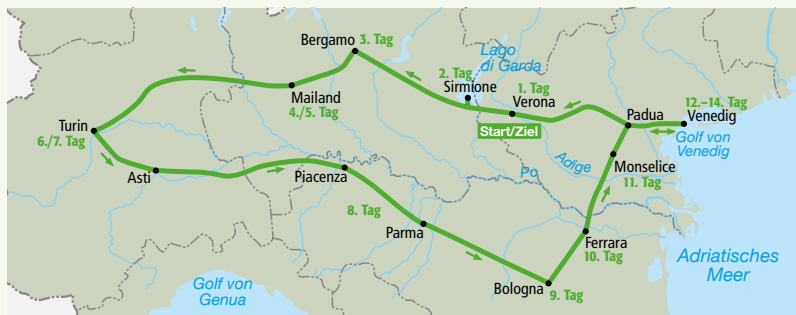 Bergamo
3. Tag
Lago
di Garda
2. Tag
Sirmione
1. Tag
Verona
Start/Ziel
Mailand
4./5. Tag
Padua
12.–14. Tag
Venedig
Golf von
Venedig
Turin
6./7. Tag
Asti
Piacenza
Po
Adige
Monselice
11. Tag
8. Tag
Parma
Ferrara
10. Tag
Bologna
9. Tag
Golf von
Genua
Adriatisches
Meer